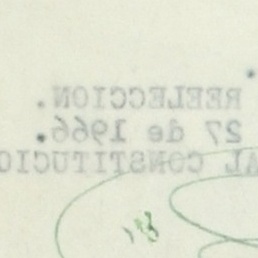 REELECCION.
27 de 1966.
AL CONSTITUCIO